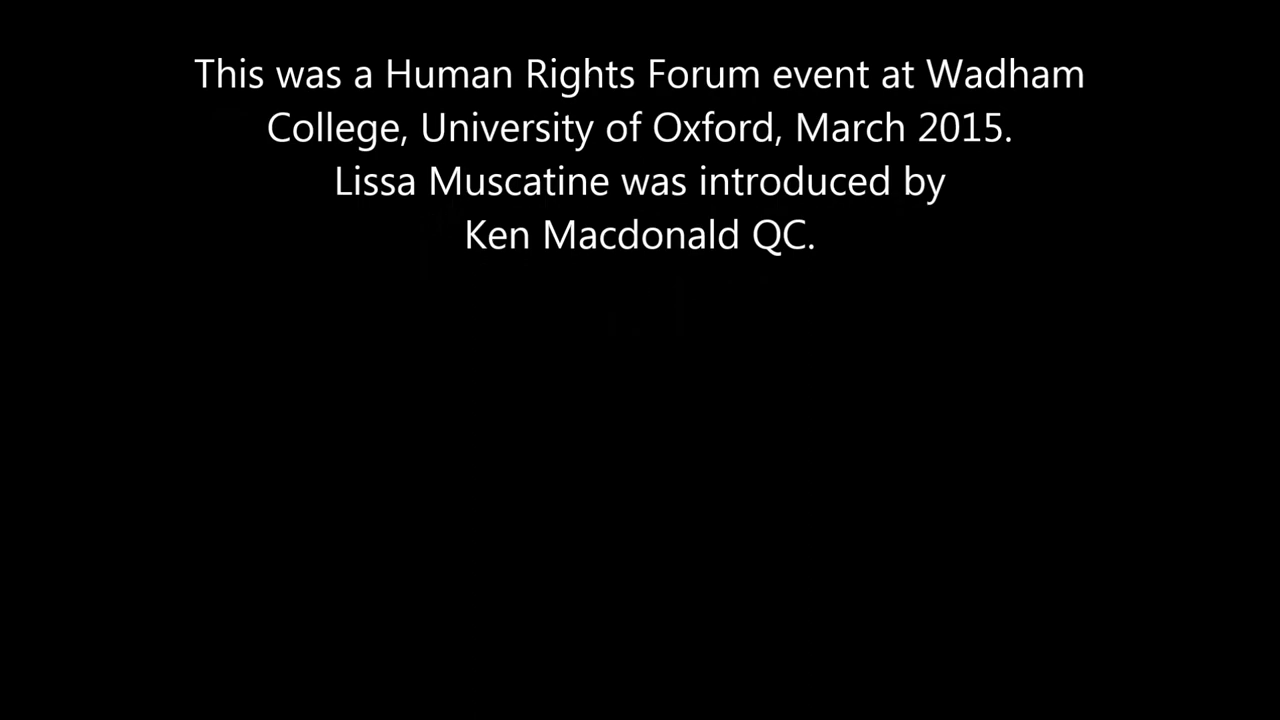 This was a Human Rights Forum event at Wadham
College, University of Oxford, March 2015.
Lissa Muscatine was introduced by
Ken Macdonald QC.